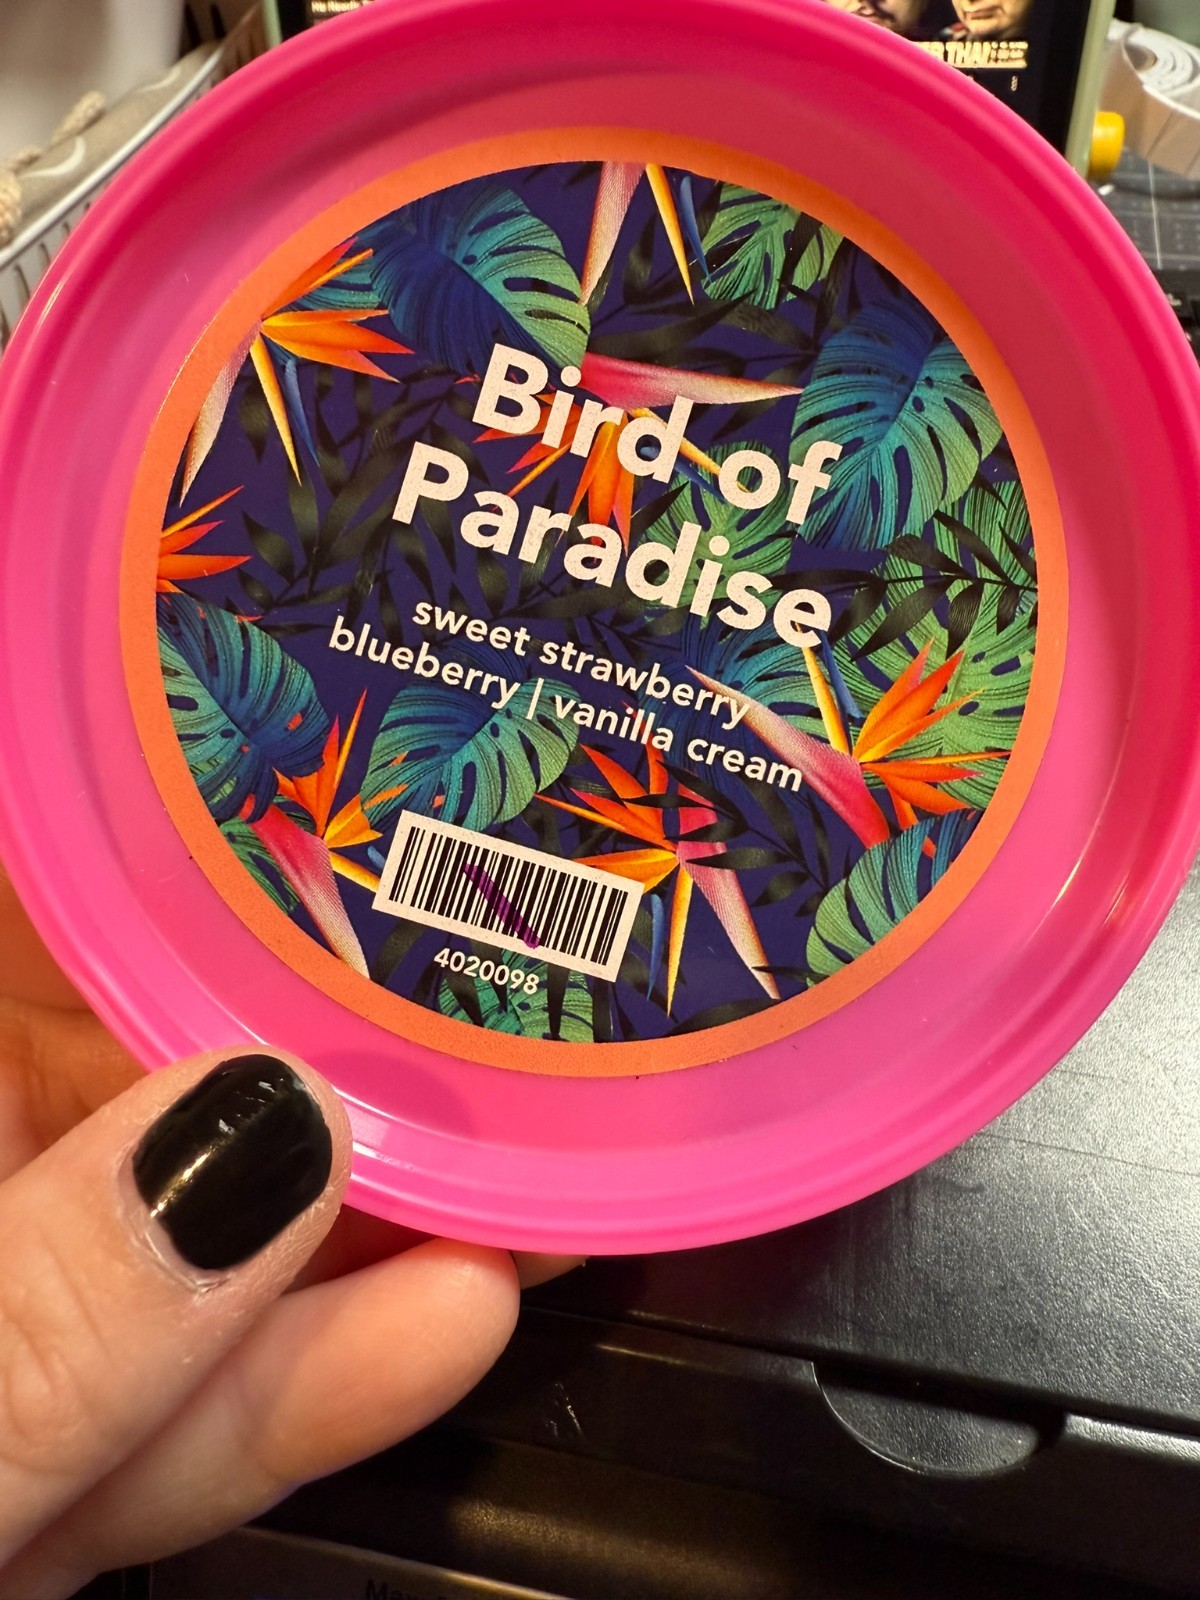 Bird of
Paradise
sweet strawberry
blueberry | vanilla cream
4020098